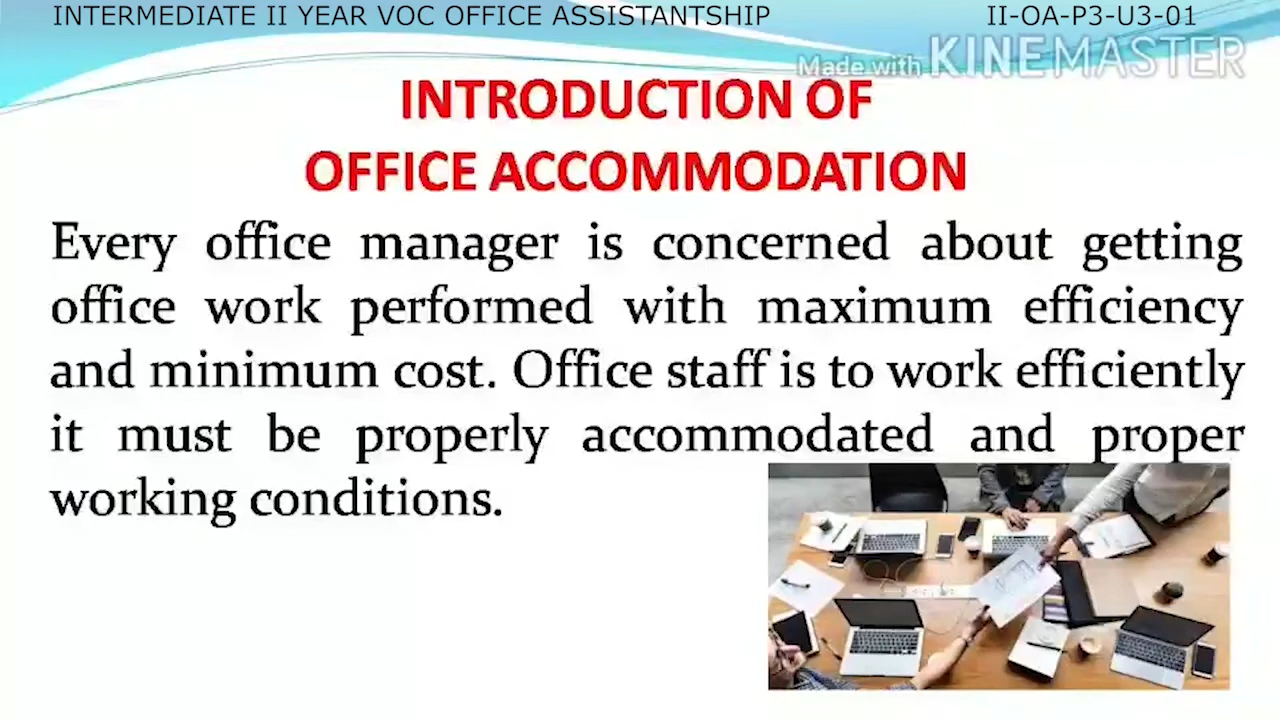 INTERMEDIATE II YEAR VOC OFFICE ASSISTANTSHIP II-OA-P3-U3-01
Made with KINEMASTER
INTRODUCTION OF
OFFICE ACCOMMODATION
Every office manager is concerned about getting
office work performed with maximum efficiency
and minimum cost. Office staff is to work efficiently
it must be properly accommodated and proper
working conditions.